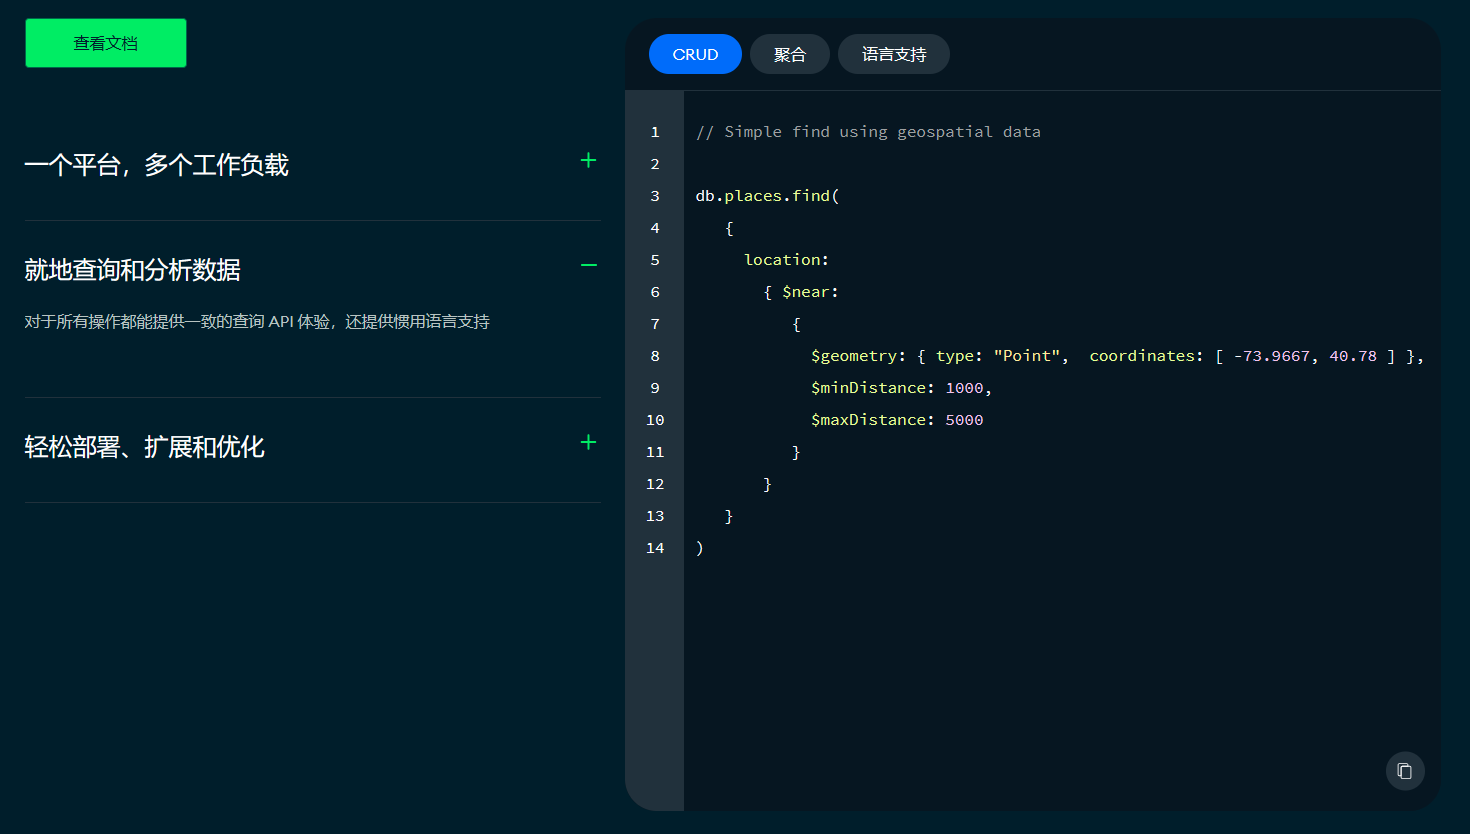 查看文档
一个平台，多个工作负载
就地查询和分析数据
对于所有操作都能提供一致的查询 API 体验，还提供惯用语言支持
轻松部署、扩展和优化
CRUD 聚合 语言支持
1 // Simple find using geospatial data
2
3 db.places.find(
4 {
5 location:
6 { $near:
7 {
8 $geometry: { type: "Point",  coordinates: [ -73.9667, 40.78 ] },
9 $minDistance: 1000,
10 $maxDistance: 5000
11 }
12 }
13 }
14 )